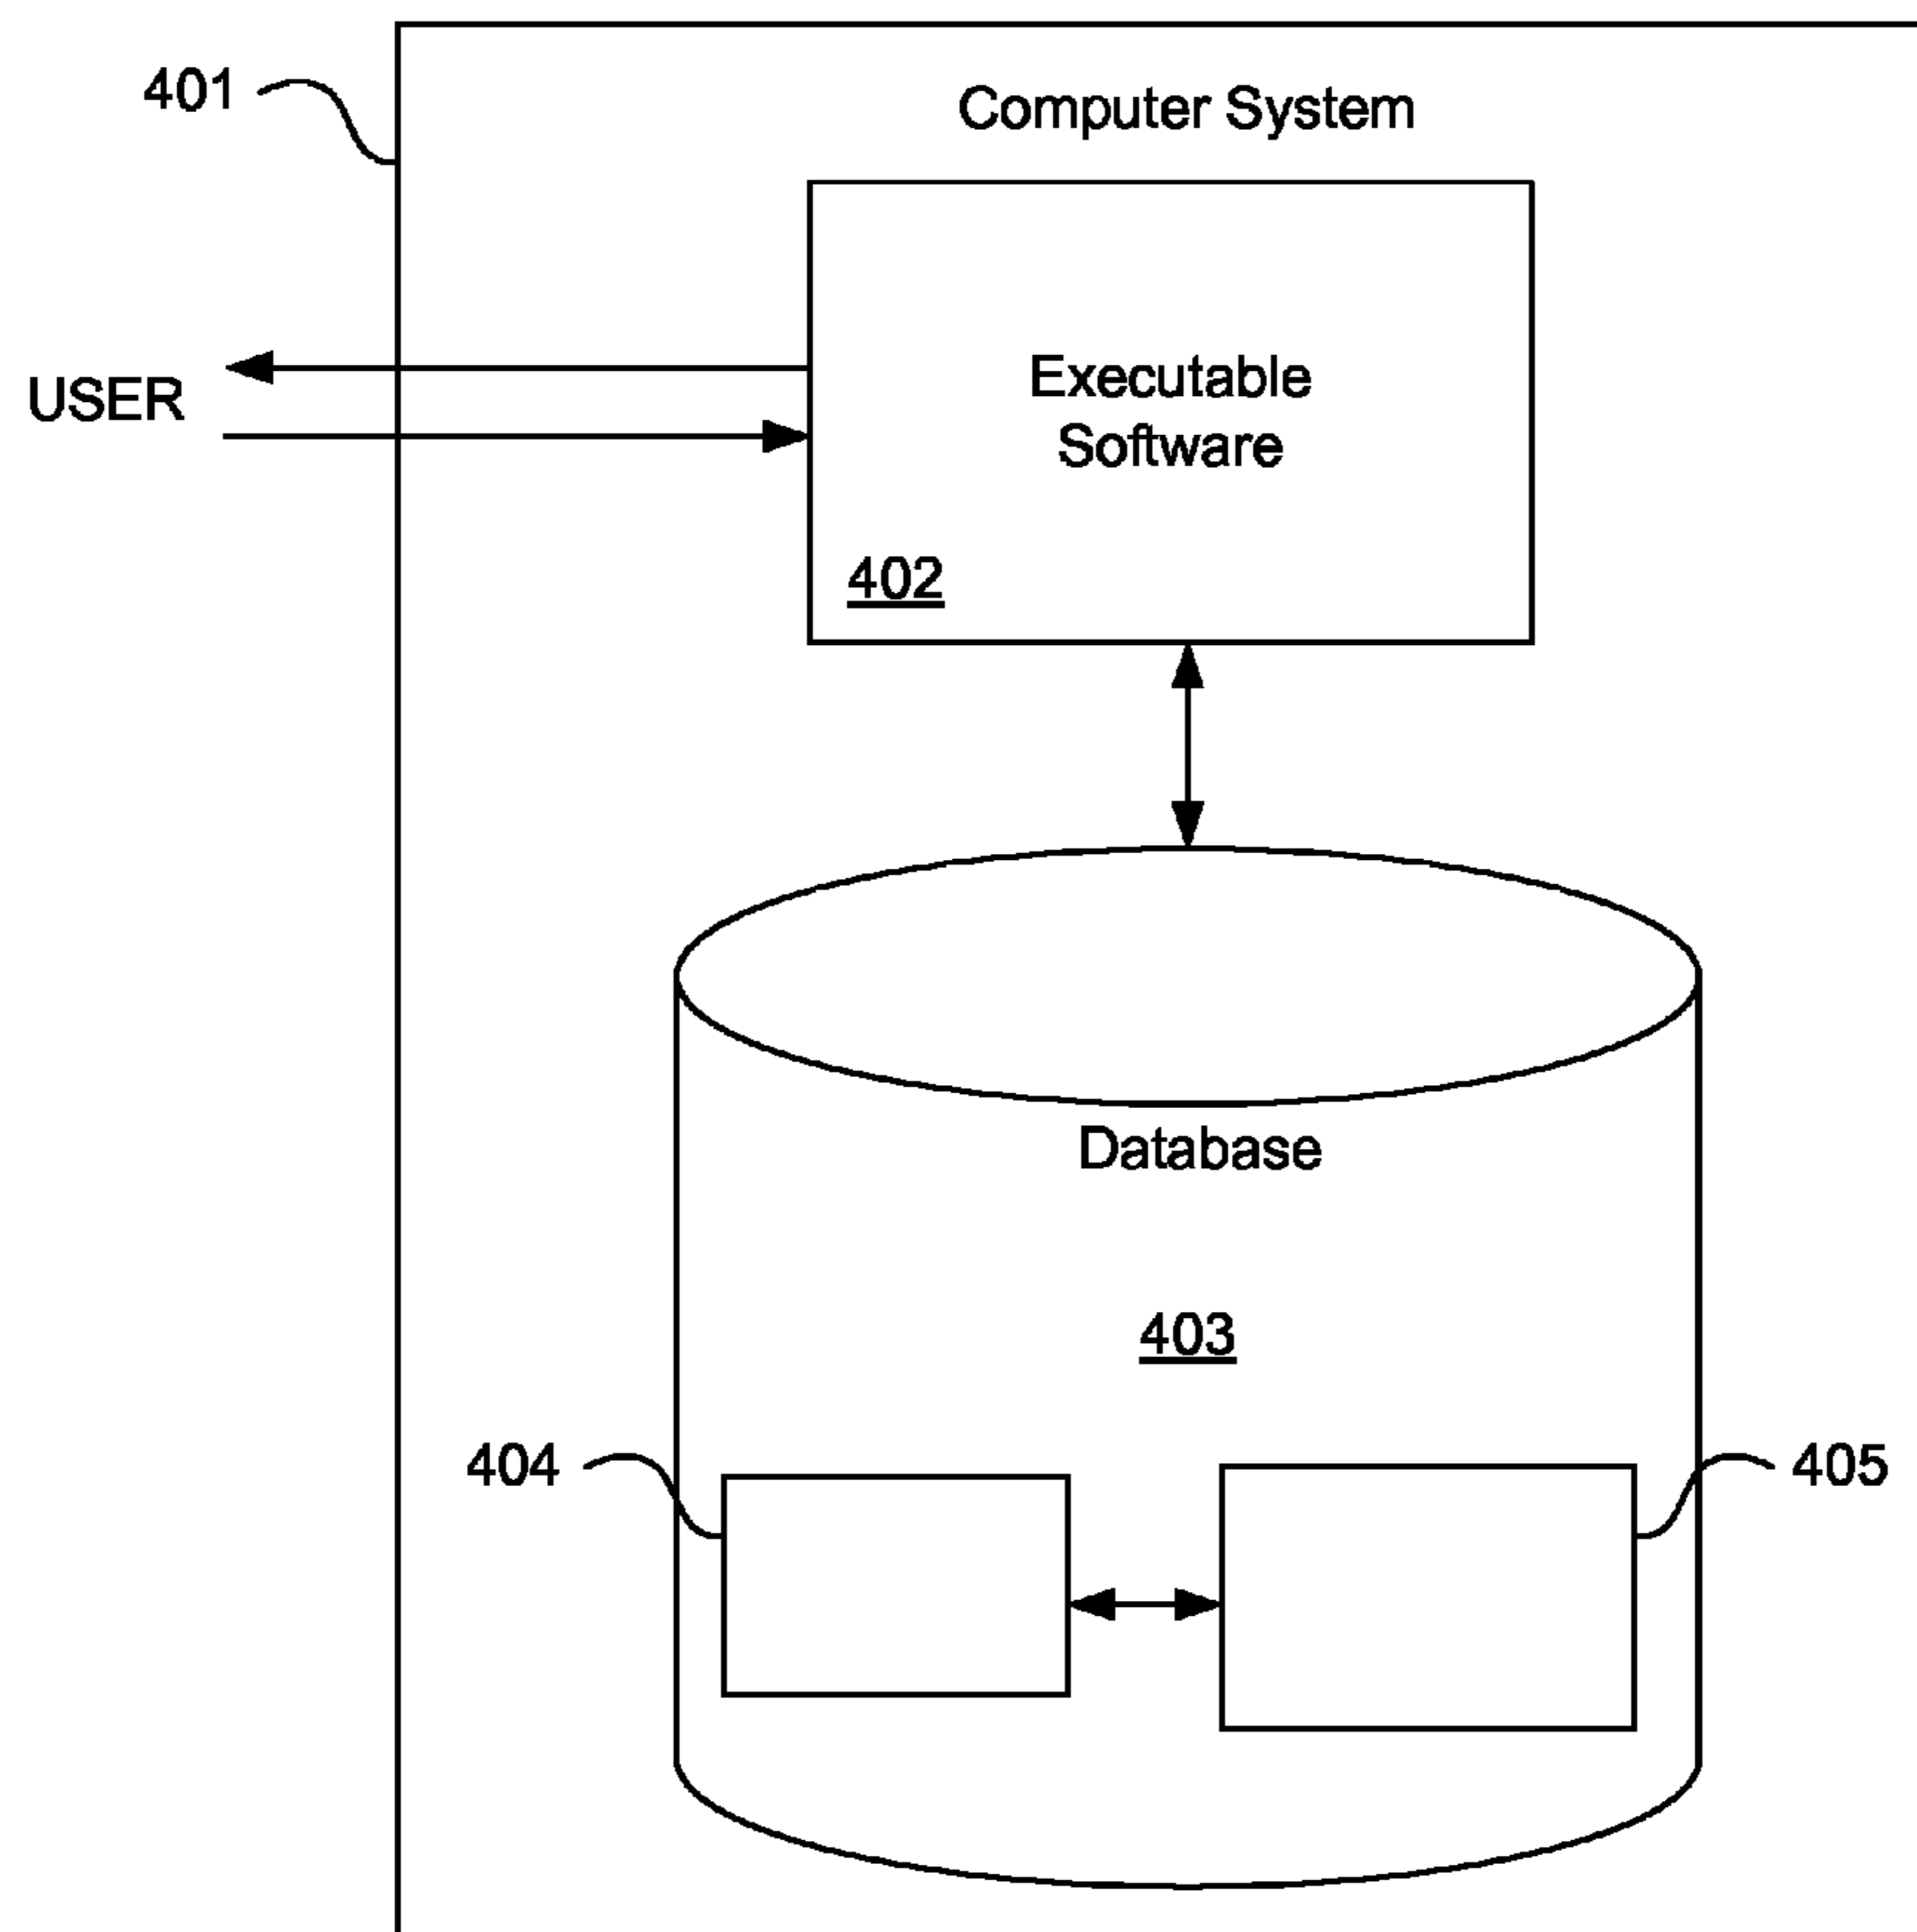 401
Computer System
USER
Executable
Software
402
Database
403
404
405